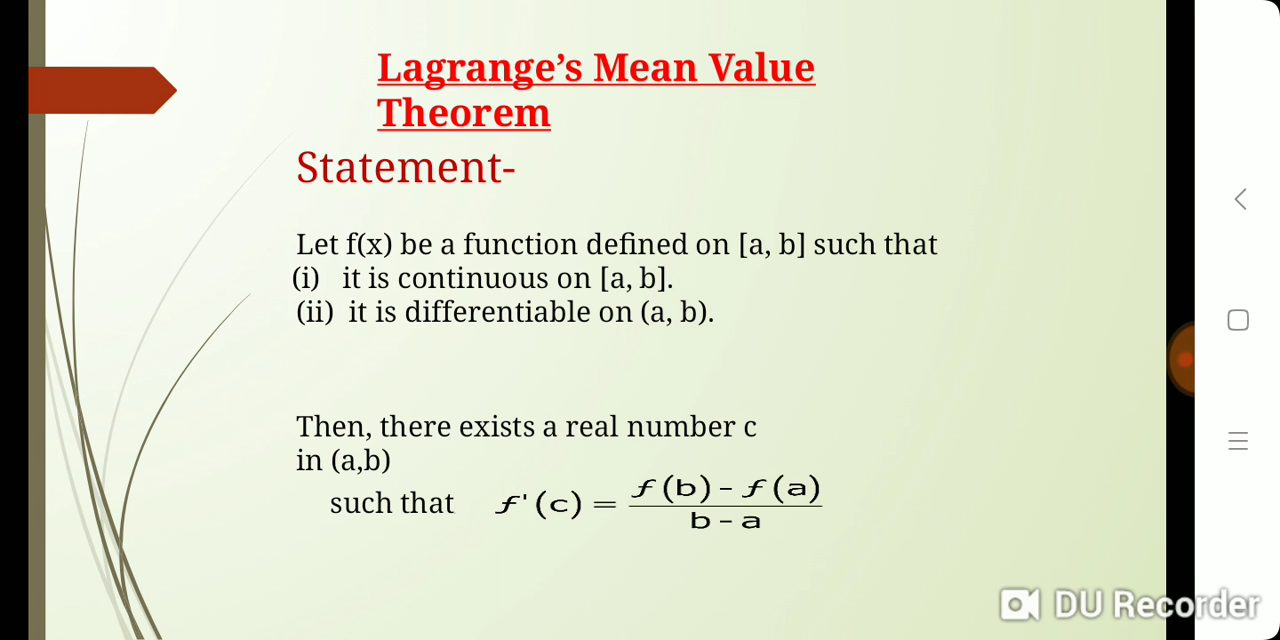 Lagrange’s Mean Value
Theorem
Statement-
Let f(x) be a function defined on [a, b] such that
(i) it is continuous on [a, b].
(ii) it is differentiable on (a, b).
Then, there exists a real number c
in (a,b)
such that f'(c) = f(b) – f(a) / b – a
DU Recorder